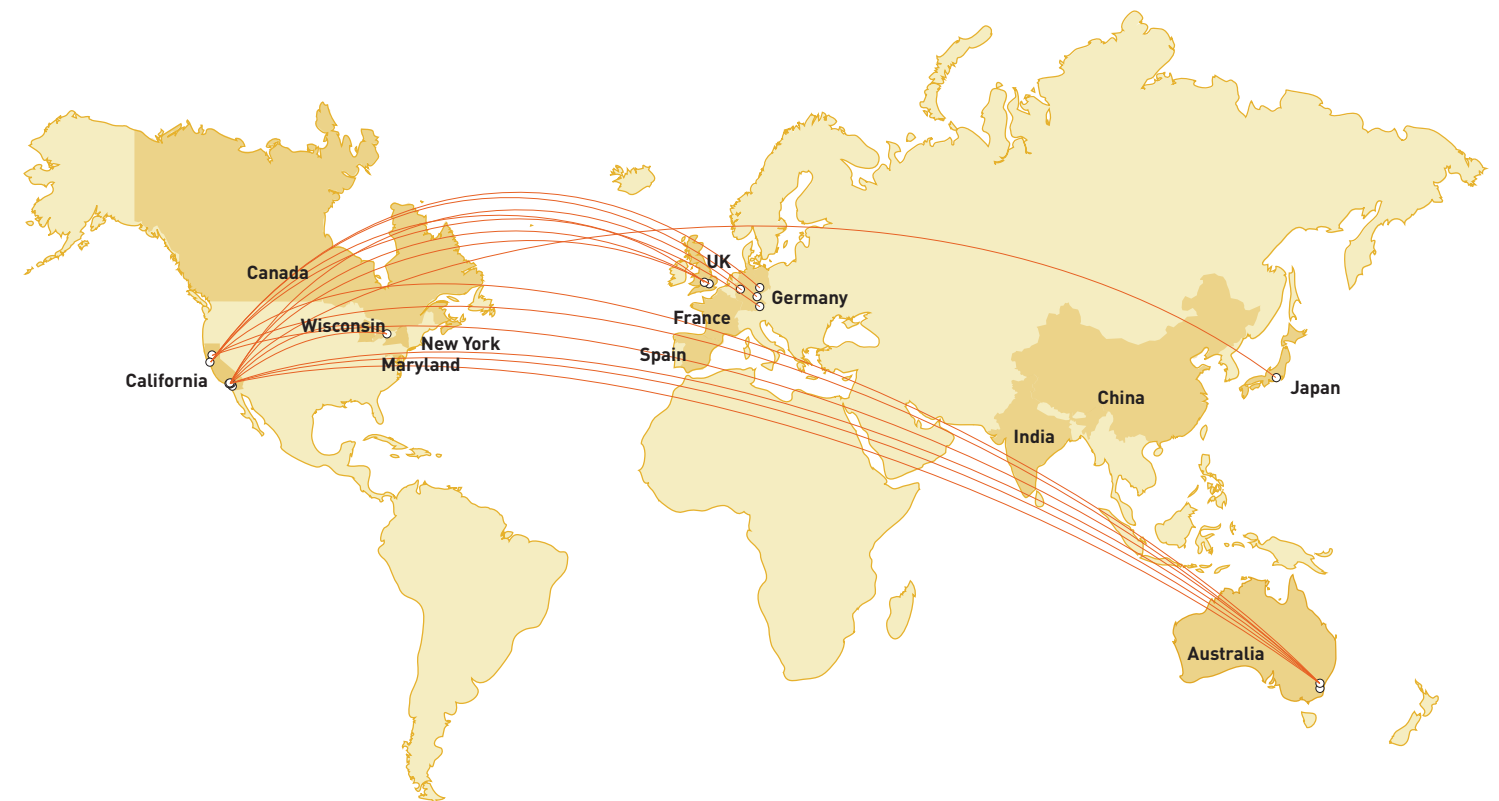 UK
Canada
Germany
France
Wisconsin
New York
Spain
Maryland
California
Japan
China
India
Australia